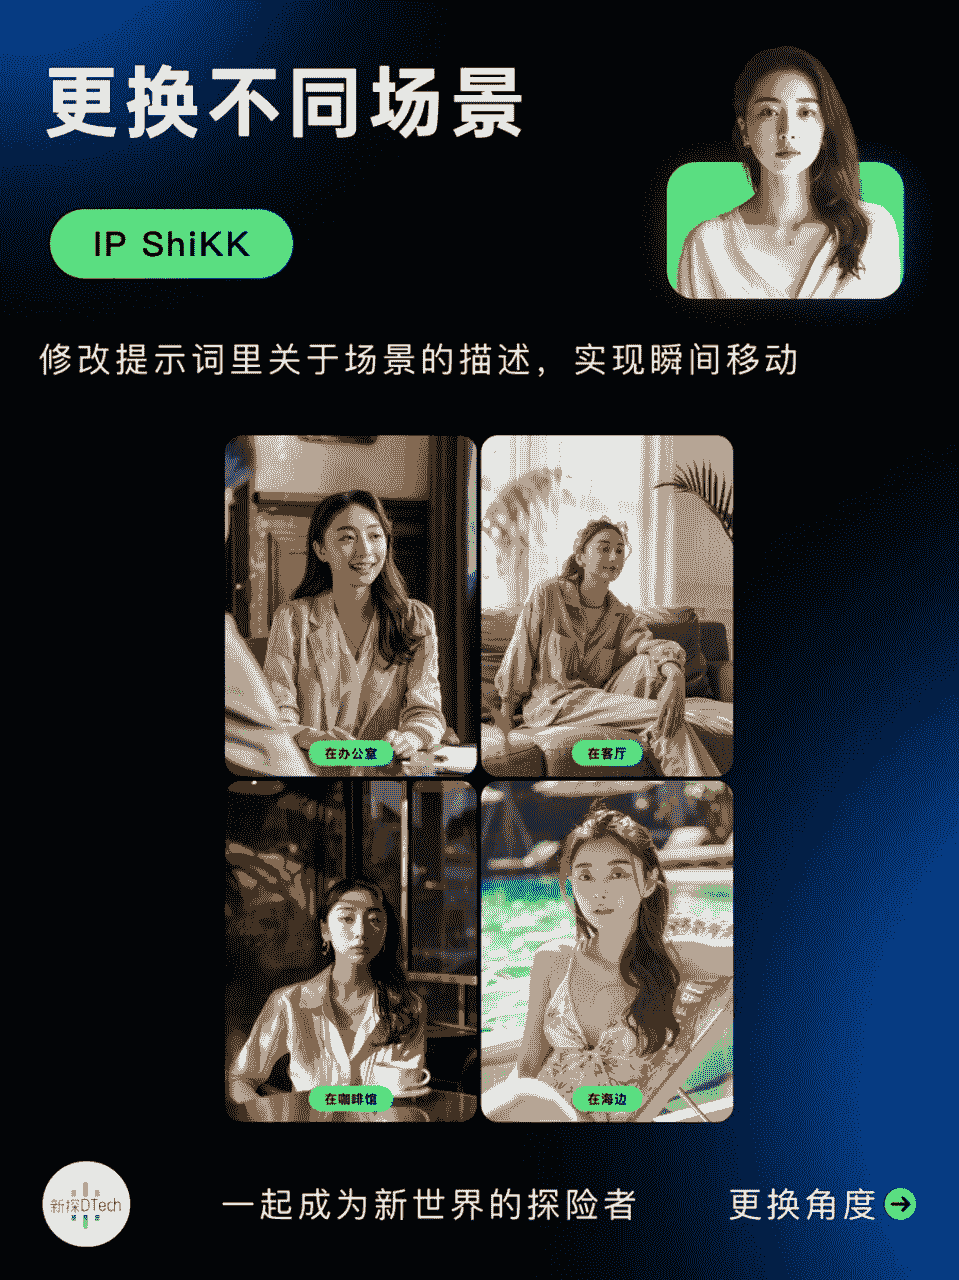 更换不同场景
IP ShiKK
修改提示词里关于场景的描述，实现瞬间移动
在办公室
在客厅
在咖啡馆
在海边
新探DTech
一起成为新世界的探险者
更换角度